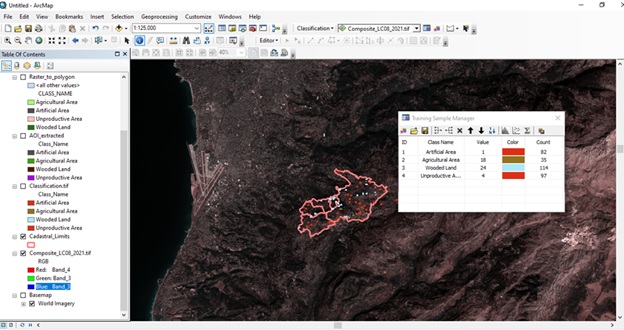 Untitled - ArcMap
File Edit View Bookmarks Insert Selection Geoprocessing Customize Windows Help
1:125,000
Classification
Composite_LC08_2021.tif
Editor
Table Of Contents
Raster_to_polygon
<all other values>
CLASS_NAME
Agricultural Area
Artificial Area
Unproductive Area
Wooded Land
AOI_extracted
Class_Name
Artificial Area
Agricultural Area
Wooded Land
Unproductive Area
Classification.tif
Class_Name
Artificial Area
Agricultural Area
Wooded Land
Unproductive Area
Cadastral_Limits
Composite_LC08_2021.tif
RGB
Red: Band_4
Green: Band_3
Blue: Band_3
Basemap
World Imagery
Training Sample Manager
ID Class Name Value Color Count
1 Artificial Area 1 82
2 Agricultural Area 18 35
3 Wooded Land 24 114
4 Unproductive A... 4 97